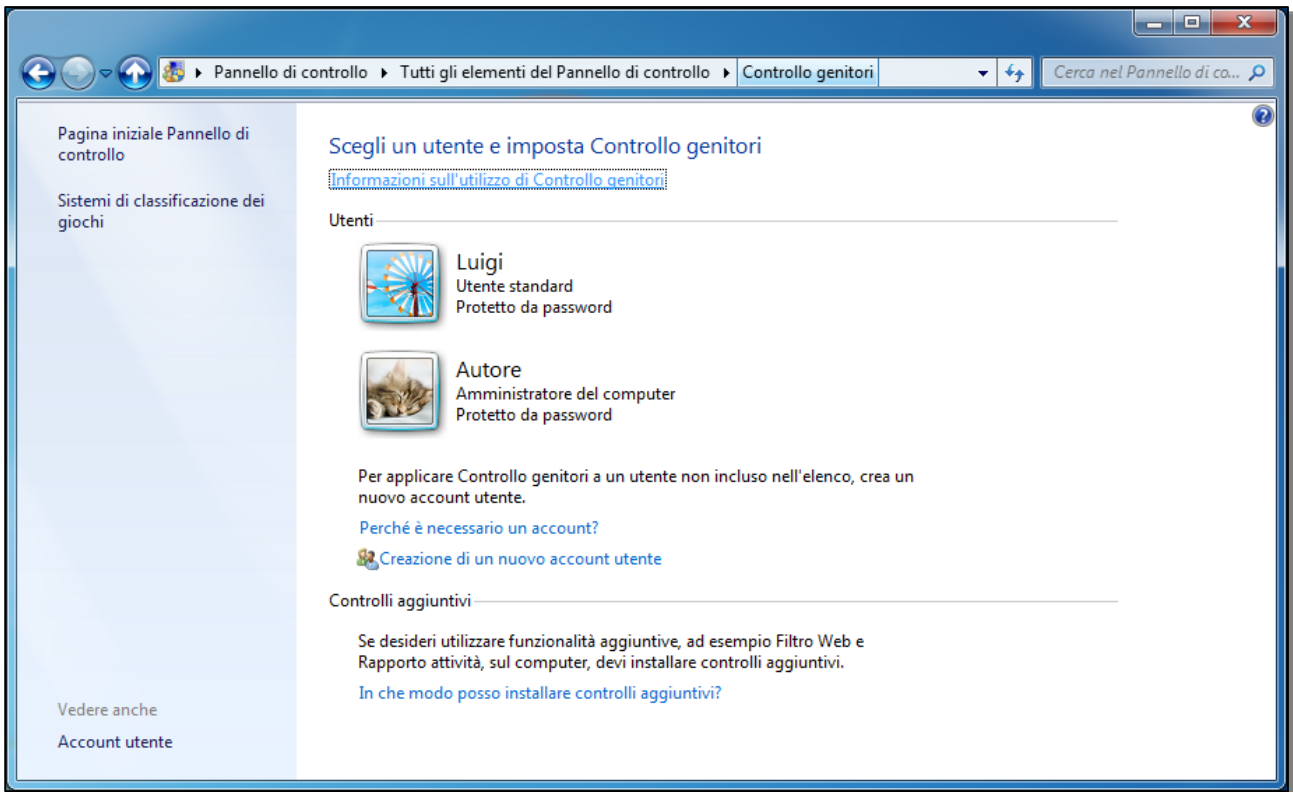 Pannello di controllo Tutti gli elementi del Pannello di controllo Controllo genitori
Cerca nel Pannello di co...
Pagina iniziale Pannello di
controllo
Sistemi di classificazione dei
giochi
Vedere anche
Account utente
Scegli un utente e imposta Controllo genitori
Informazioni sull'utilizzo di Controllo genitori
Utenti
Luigi
Utente standard
Protetto da password
Autore
Amministratore del computer
Protetto da password
Per applicare Controllo genitori a un utente non incluso nell'elenco, crea un
nuovo account utente.
Perché è necessario un account?
Creazione di un nuovo account utente
Controlli aggiuntivi
Se desideri utilizzare funzionalità aggiuntive, ad esempio Filtro Web e
Rapporto attività, sul computer, devi installare controlli aggiuntivi.
In che modo posso installare controlli aggiuntivi?